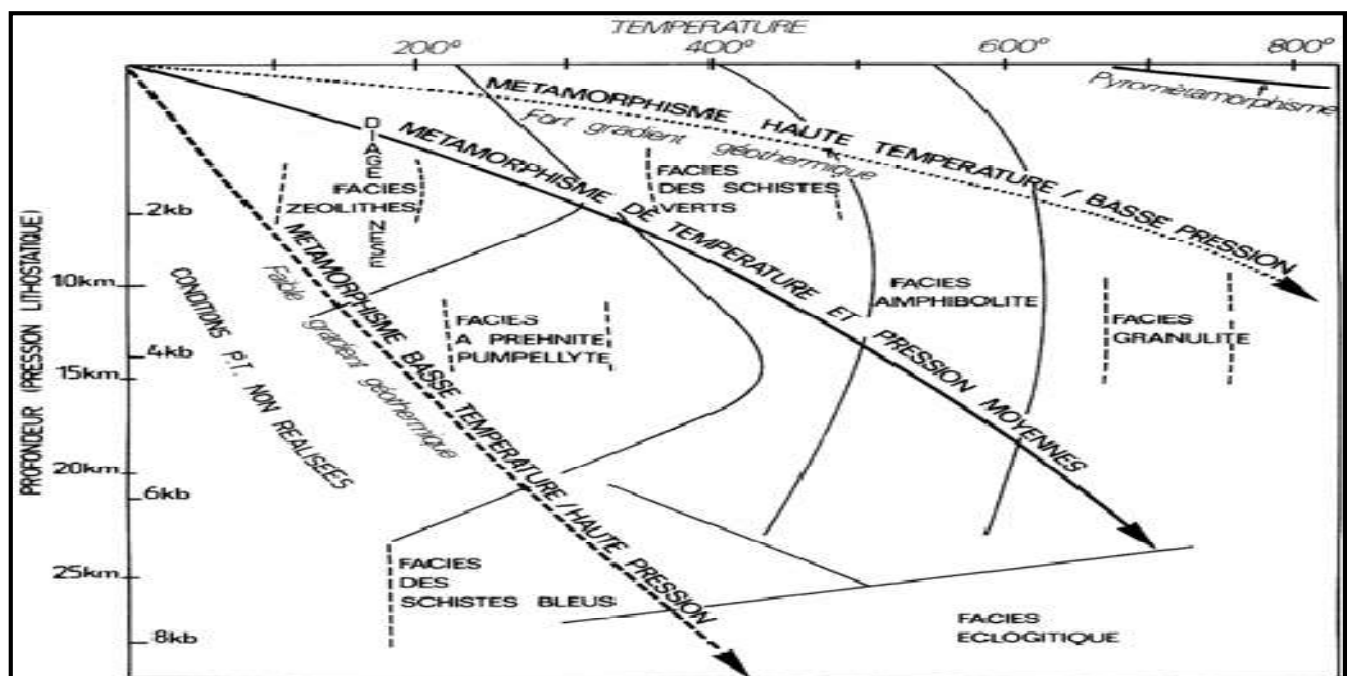 TEMPERATURE
200° 400° 600° 800°
Pyrométamorphisme
METAMORPHISME HAUTE TEMPERATURE / BASSE PRESSION
Fort gradient géothermique
METAMORPHISME DE TEMPERATURE ET PRESSION MOYENNES
DIAGENESE
FACIES
ZEOLITHES
FACIES
DES SCHISTES
VERTS
PROFONDEUR (PRESSION LITHOSTATIQUE)
2kb
10km
4kb
15km
20km
6kb
25km
8kb
METAMORPHISME BASSE TEMPERATURE/HAUTE PRESSION
Faible gradient géothermique
CONDITIONS P.T. NON REALISÉES
FACIES
A PREHNITE
PUMPELLYTE
FACIES
AMPHIBOLITE
FACIES
GRANULITE
FACIES
DES
SCHISTES BLEUS
FACIES
ECLOGITIQUE